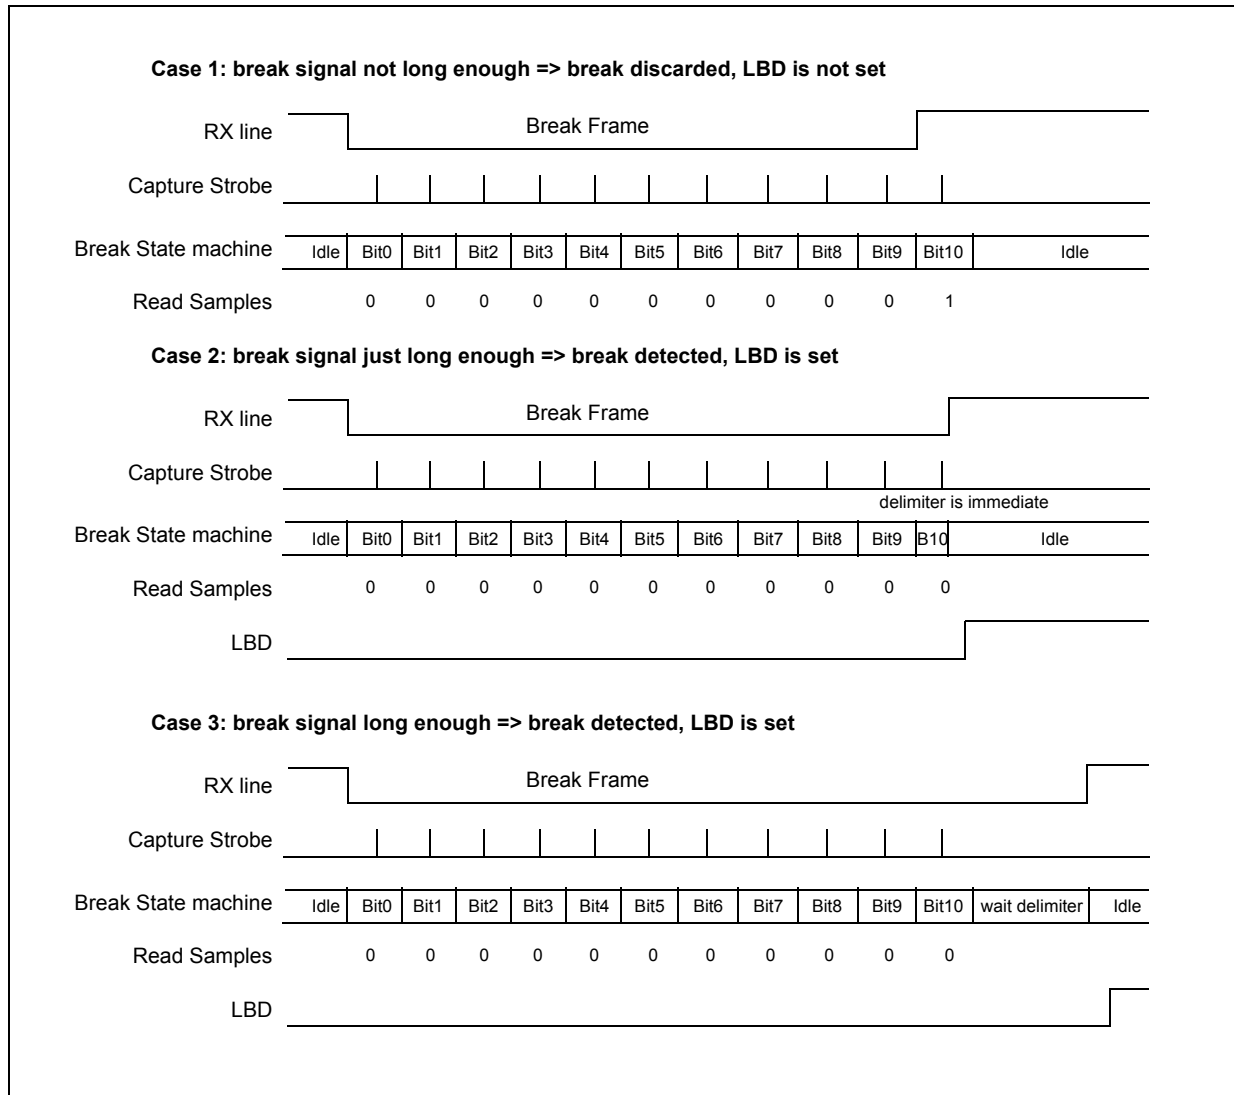 Case 1: break signal not long enough => break discarded, LBD is not set
RX line
Break Frame
Capture Strobe
Break State machine
Idle Bit0 Bit1 Bit2 Bit3 Bit4 Bit5 Bit6 Bit7 Bit8 Bit9 Bit10 Idle
Read Samples
0 0 0 0 0 0 0 0 0 0 1
Case 2: break signal just long enough => break detected, LBD is set
RX line
Break Frame
Capture Strobe
delimiter is immediate
Break State machine
Idle Bit0 Bit1 Bit2 Bit3 Bit4 Bit5 Bit6 Bit7 Bit8 Bit9 B10 Idle
Read Samples
0 0 0 0 0 0 0 0 0 0 0
LBD
Case 3: break signal long enough => break detected, LBD is set
RX line
Break Frame
Capture Strobe
Break State machine
Idle Bit0 Bit1 Bit2 Bit3 Bit4 Bit5 Bit6 Bit7 Bit8 Bit9 Bit10 wait delimiter Idle
Read Samples
0 0 0 0 0 0 0 0 0 0 0
LBD